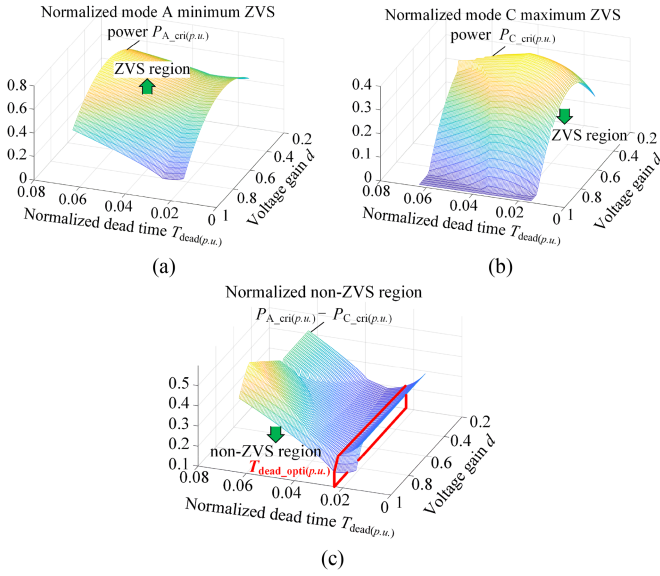 Normalized mode A minimum ZVS
power P_A_cri(p.u.)
ZVS region
0.8
0.6
0.4
0.2
0
0.08
0.06
0.04
0.02
0
0.2
0.4
0.6
0.8
1
Normalized dead time T_dead(p.u.)
Voltage gain d
(a)
Normalized mode C maximum ZVS
power P_C_cri(p.u.)
0.4
0.3
0.2
0.1
0
ZVS region
0.08
0.06
0.04
0.02
0
0.2
0.4
0.6
0.8
1
Normalized dead time T_dead(p.u.)
Voltage gain d
(b)
Normalized non-ZVS region
P_A_cri(p.u.) − P_C_cri(p.u.)
0.5
0.4
0.3
0.2
0.1
non-ZVS region
T_dead_opti(p.u.)
0.08
0.06
0.04
0.02
0
0.2
0.4
0.6
0.8
1
Normalized dead time T_dead(p.u.)
Voltage gain d
(c)